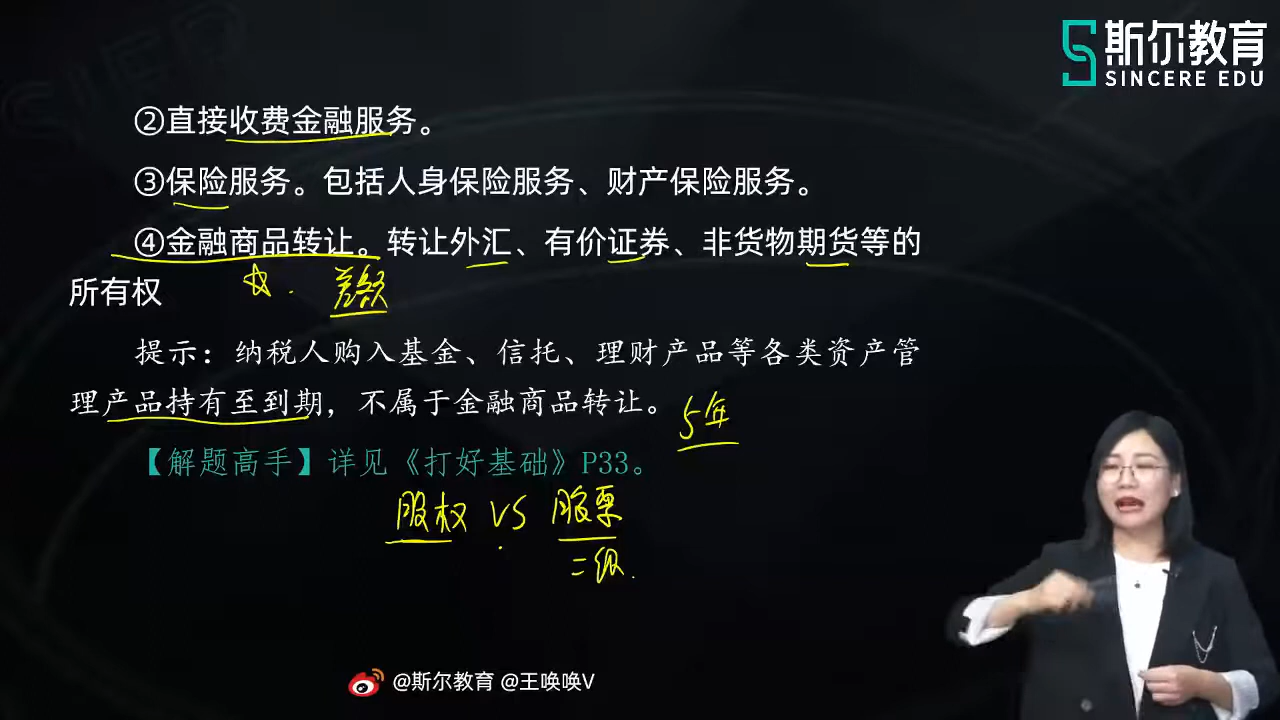 斯尔教育
SINCERE EDU
②直接收费金融服务。
③保险服务。包括人身保险服务、财产保险服务。
④金融商品转让。转让外汇、有价证券、非货物期货等的
所有权
差额
提示：纳税人购入基金、信托、理财产品等各类资产管
理产品持有至到期，不属于金融商品转让。
5年
【解题高手】详见《打好基础》P33。
股权 VS 股票
二级.
@斯尔教育 @王唤唤V